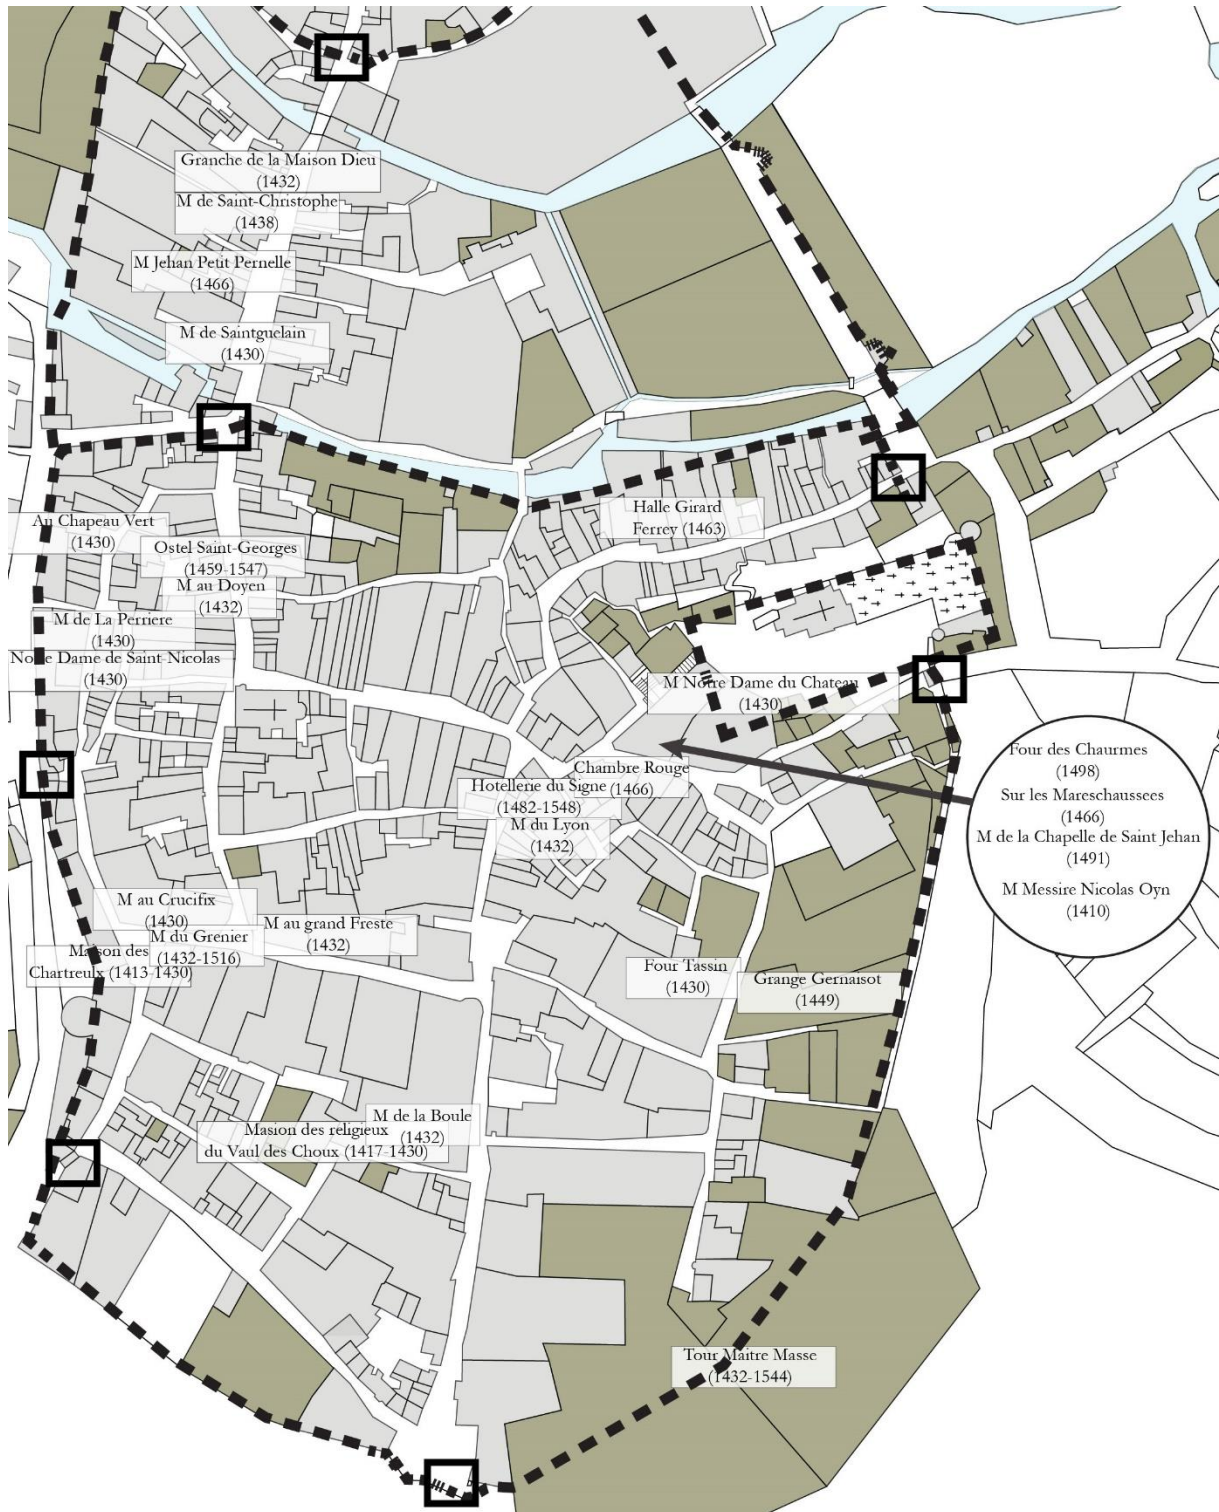 Granche de la Maison Dieu
(1432)
M de Saint-Christophe
(1438)
M Jehan Petit Pernelle
(1466)
M de Saintguelain
(1430)
Au Chapeau Vert
(1430)
Ostel Saint-Georges
(1459-1547)
M au Doyen
(1432)
M de La Perriere
(1430)
Notre Dame de Saint-Nicolas
(1430)
Halle Girard
Ferrey (1463)
M Notre Dame du Chateau
(1430)
Chambre Rouge
(1466)
Hotellerie du Signe
(1482-1548)
M du Lyon
(1432)
Four des Chaurmes
(1498)
Sur les Mareschaussees
(1466)
M de la Chapelle de Saint Jehan
(1491)
M Messire Nicolas Oyn
(1410)
M au Crucifix
(1430)
M du Grenier
(1432-1516)
M au grand Freste
(1432)
Maison des
Chartreulx (1413-1430)
Four Tassin
(1430)
Grange Gernaisot
(1449)
M de la Boule
(1432)
Masion des religieux
du Vaul des Choux (1417-1430)
Tour Maitre Masse
(1432-1544)